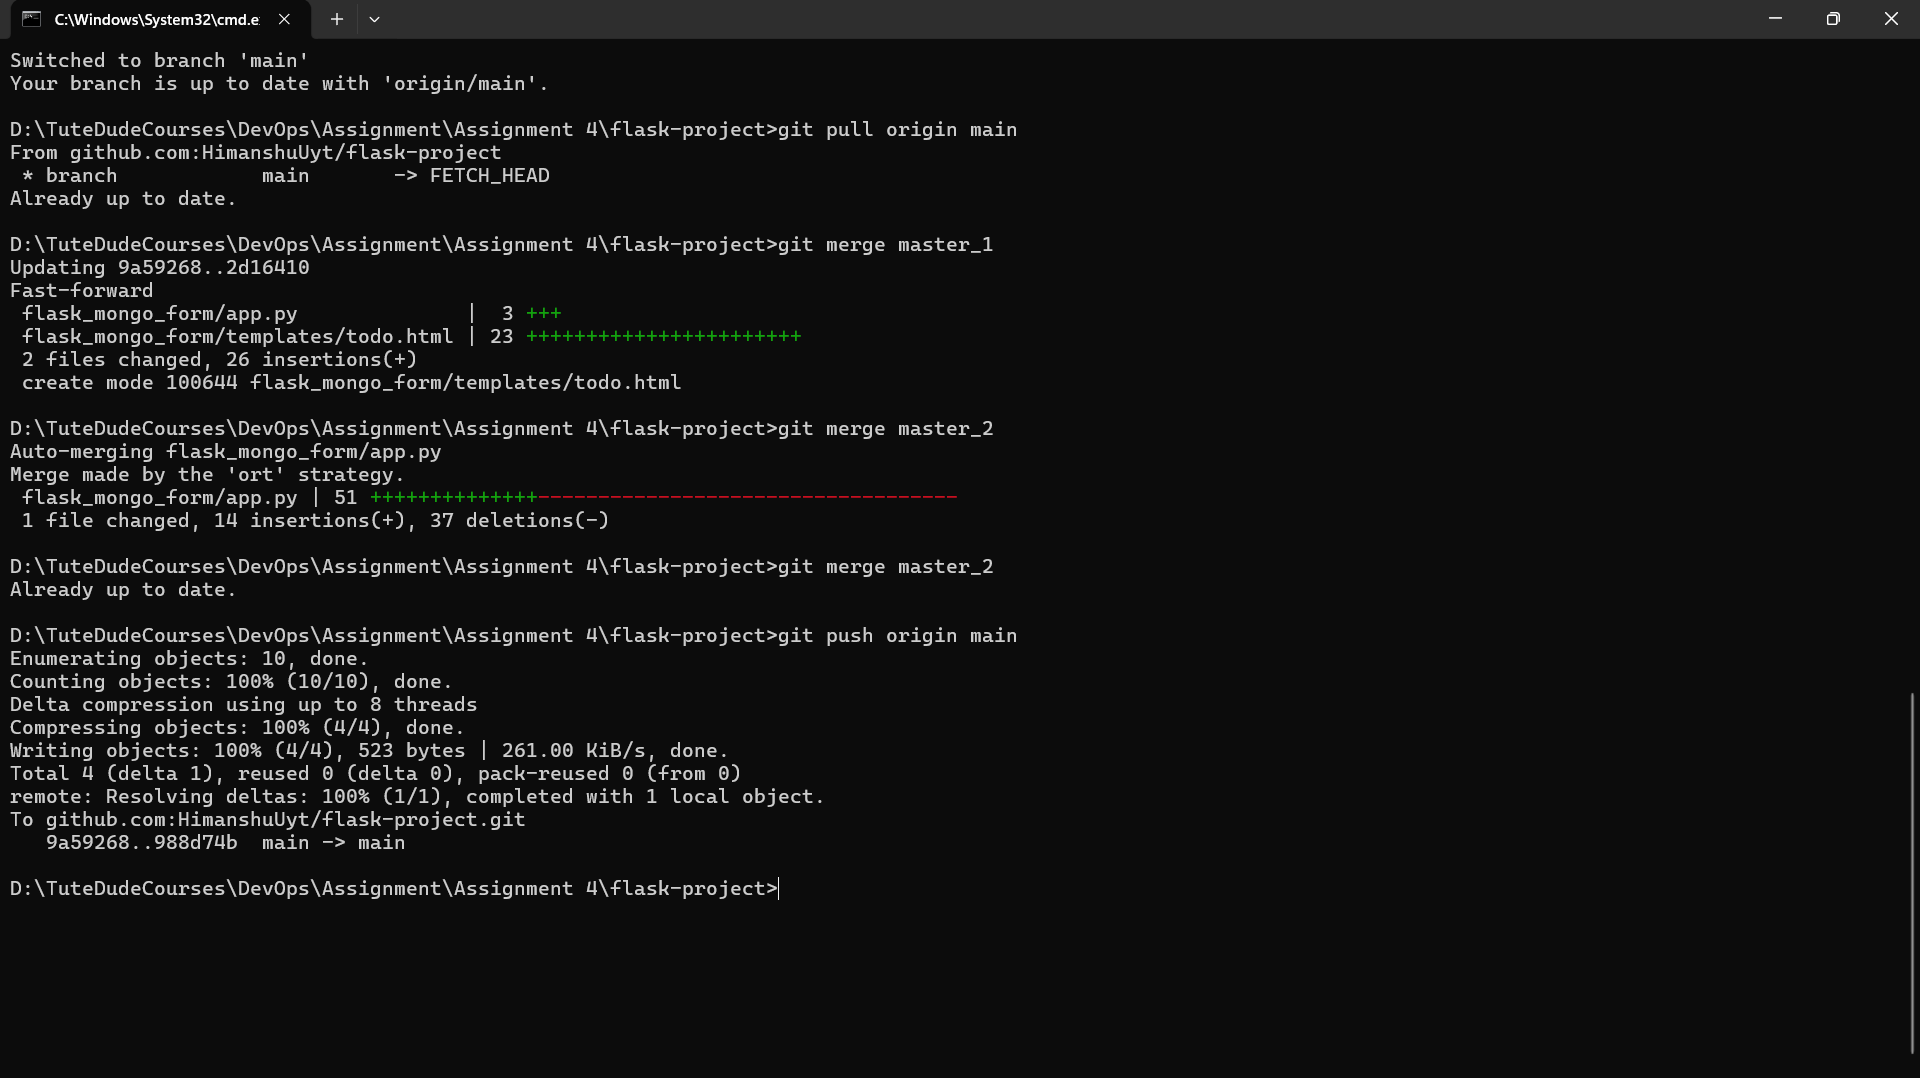 C:\Windows\System32\cmd.e
Switched to branch 'main'
Your branch is up to date with 'origin/main'.
D:\TuteDudeCourses\DevOps\Assignment\Assignment 4\flask-project>git pull origin main
From github.com:HimanshuUyt/flask-project
 * branch            main       -> FETCH_HEAD
Already up to date.
D:\TuteDudeCourses\DevOps\Assignment\Assignment 4\flask-project>git merge master_1
Updating 9a59268..2d16410
Fast-forward
 flask_mongo_form/app.py              |  3 +++
 flask_mongo_form/templates/todo.html | 23 +++++++++++++++++++++++
 2 files changed, 26 insertions(+)
 create mode 100644 flask_mongo_form/templates/todo.html
D:\TuteDudeCourses\DevOps\Assignment\Assignment 4\flask-project>git merge master_2
Auto-merging flask_mongo_form/app.py
Merge made by the 'ort' strategy.
 flask_mongo_form/app.py | 51 ++++++++++++++-----------------------------------
 1 file changed, 14 insertions(+), 37 deletions(-)
D:\TuteDudeCourses\DevOps\Assignment\Assignment 4\flask-project>git merge master_2
Already up to date.
D:\TuteDudeCourses\DevOps\Assignment\Assignment 4\flask-project>git push origin main
Enumerating objects: 10, done.
Counting objects: 100% (10/10), done.
Delta compression using up to 8 threads
Compressing objects: 100% (4/4), done.
Writing objects: 100% (4/4), 523 bytes | 261.00 KiB/s, done.
Total 4 (delta 1), reused 0 (delta 0), pack-reused 0 (from 0)
remote: Resolving deltas: 100% (1/1), completed with 1 local object.
To github.com:HimanshuUyt/flask-project.git
   9a59268..988d74b  main -> main
D:\TuteDudeCourses\DevOps\Assignment\Assignment 4\flask-project>